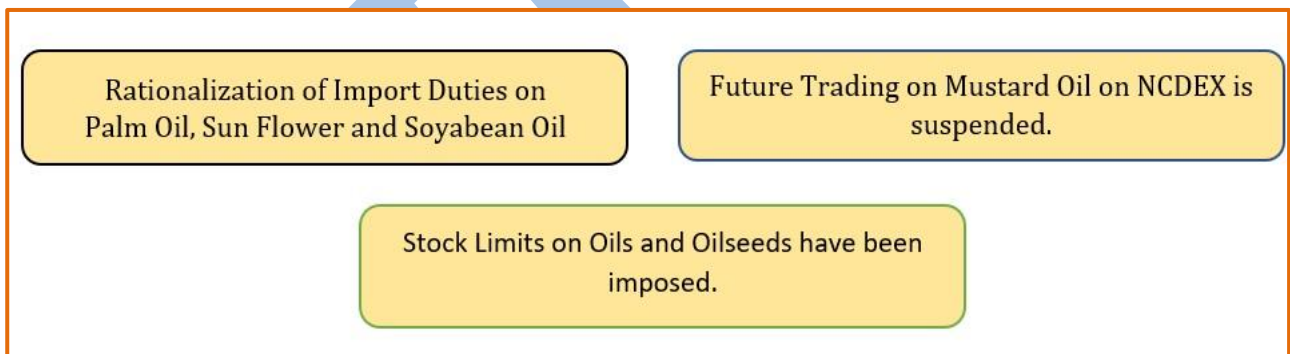 Rationalization of Import Duties on
Palm Oil, Sun Flower and Soyabean Oil
Future Trading on Mustard Oil on NCDEX is
suspended.
Stock Limits on Oils and Oilseeds have been
imposed.